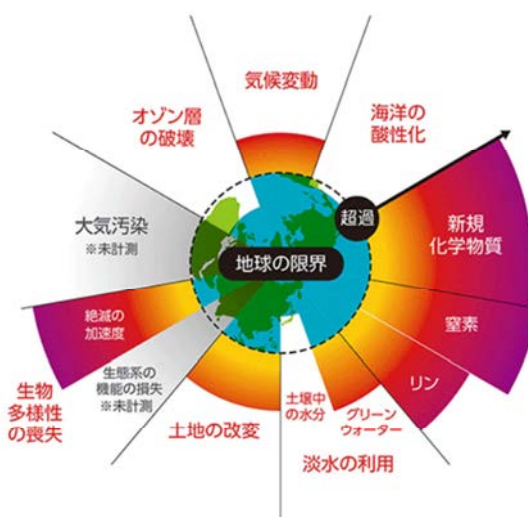 気候変動
オゾン層
の破壊
海洋の
酸性化
超過
大気汚染
※未計測
新規
化学物質
地球の限界
絶滅の
加速度
窒素
生態系の
機能の損失
※未計測
リン
生物
多様性
の喪失
土地の改変
土壌中
の水分
グリーン
ウォーター
淡水の利用